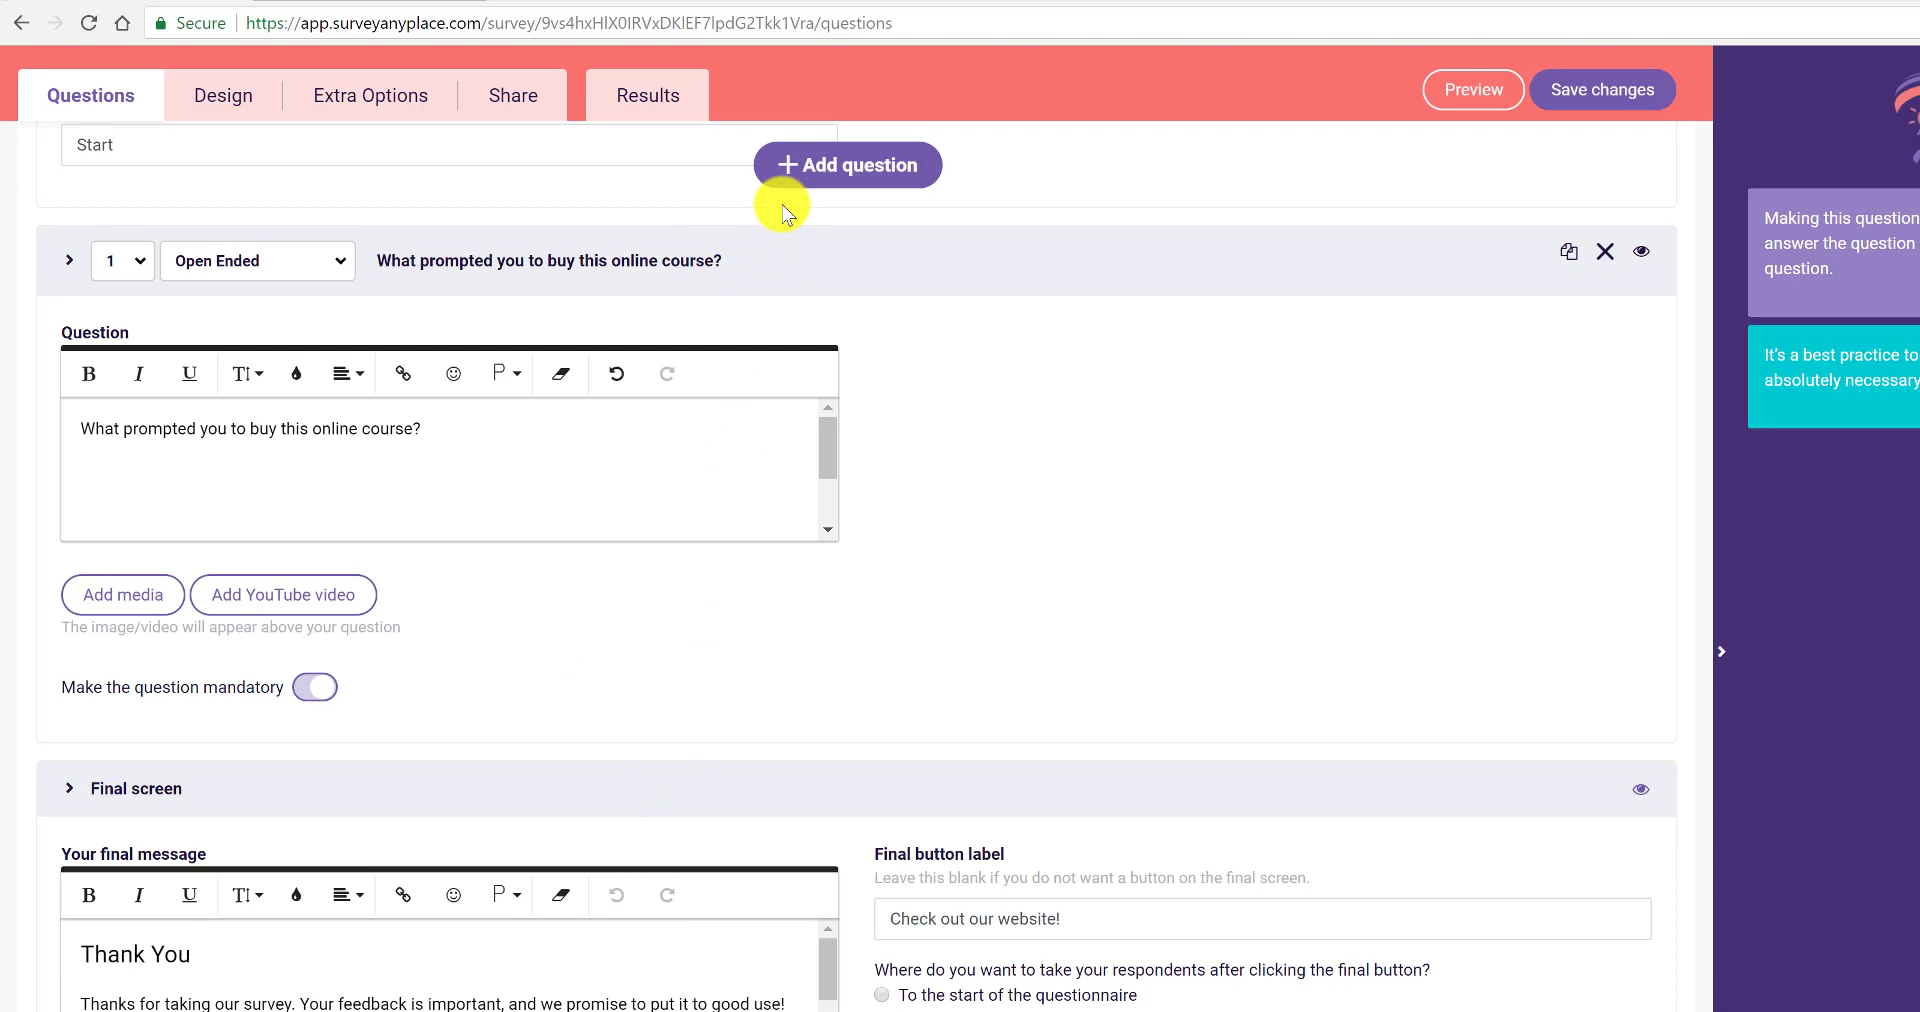 Secure https://app.surveyanyplace.com/survey/9vs4hxHlX0IRVxDKlEF7lpdG2Tkk1Vra/questions
Questions Design Extra Options Share Results Preview Save changes
Start
+ Add question
1 Open Ended What prompted you to buy this online course?
Question
B I U
What prompted you to buy this online course?
Add media Add YouTube video
The image/video will appear above your question
Make the question mandatory
Final screen
Your final message
B I U
Thank You
Thanks for taking our survey. Your feedback is important, and we promise to put it to good use!
Final button label
Leave this blank if you do not want a button on the final screen.
Check out our website!
Where do you want to take your respondents after clicking the final button?
To the start of the questionnaire
Making this question
answer the question
question.
It's a best practice to
absolutely necessary